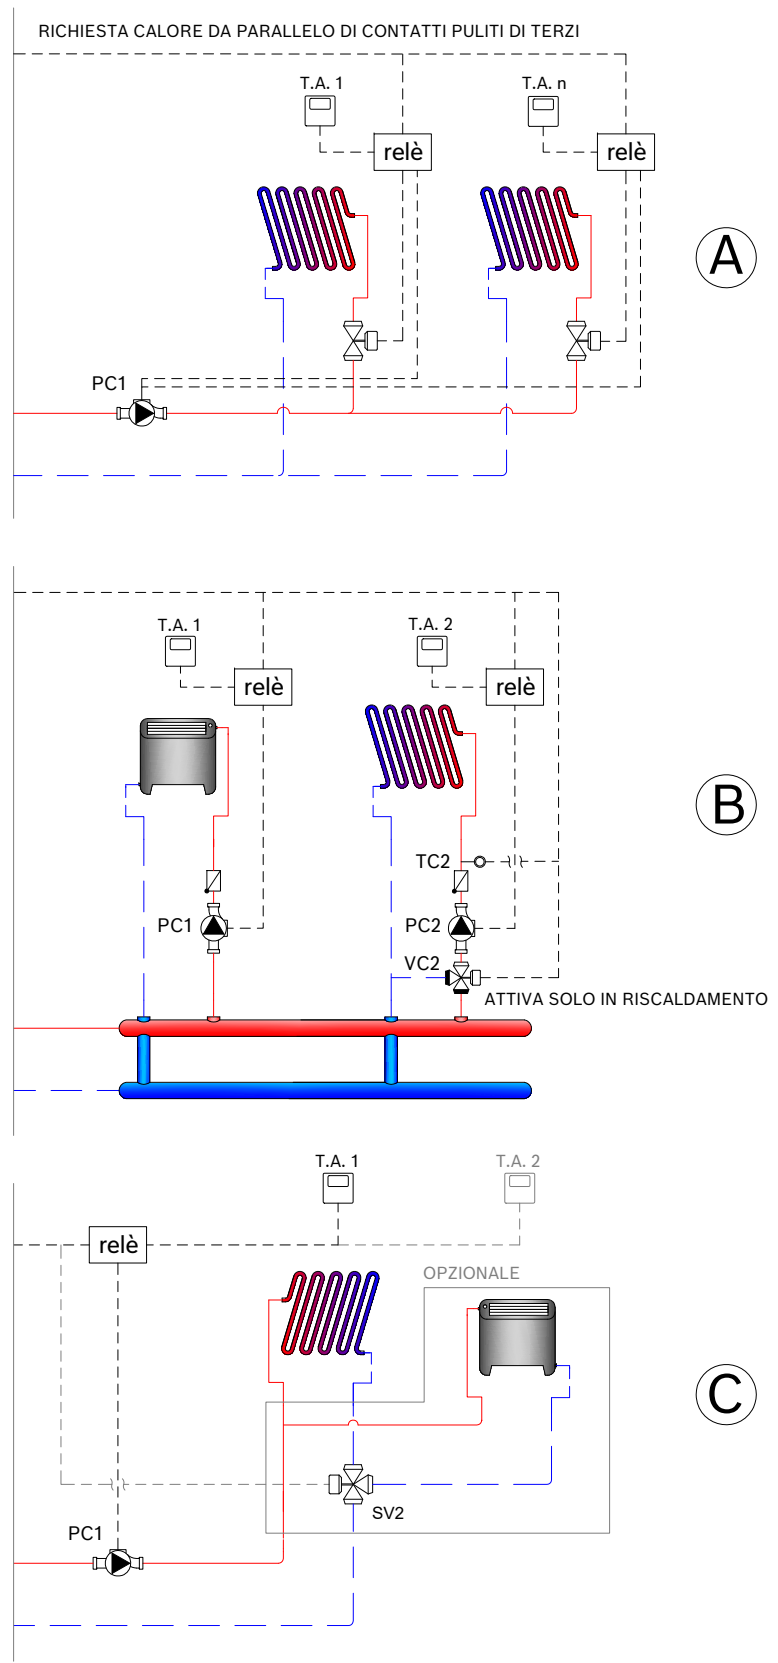 RICHIESTA CALORE DA PARALLELO DI CONTATTI PULITI DI TERZI
T.A. 1
T.A. n
relè
relè
A
PC1
T.A. 1
T.A. 2
relè
relè
B
TC2
PC1
PC2
VC2
ATTIVA SOLO IN RISCALDAMENTO
T.A. 1
T.A. 2
relè
OPZIONALE
C
SV2
PC1